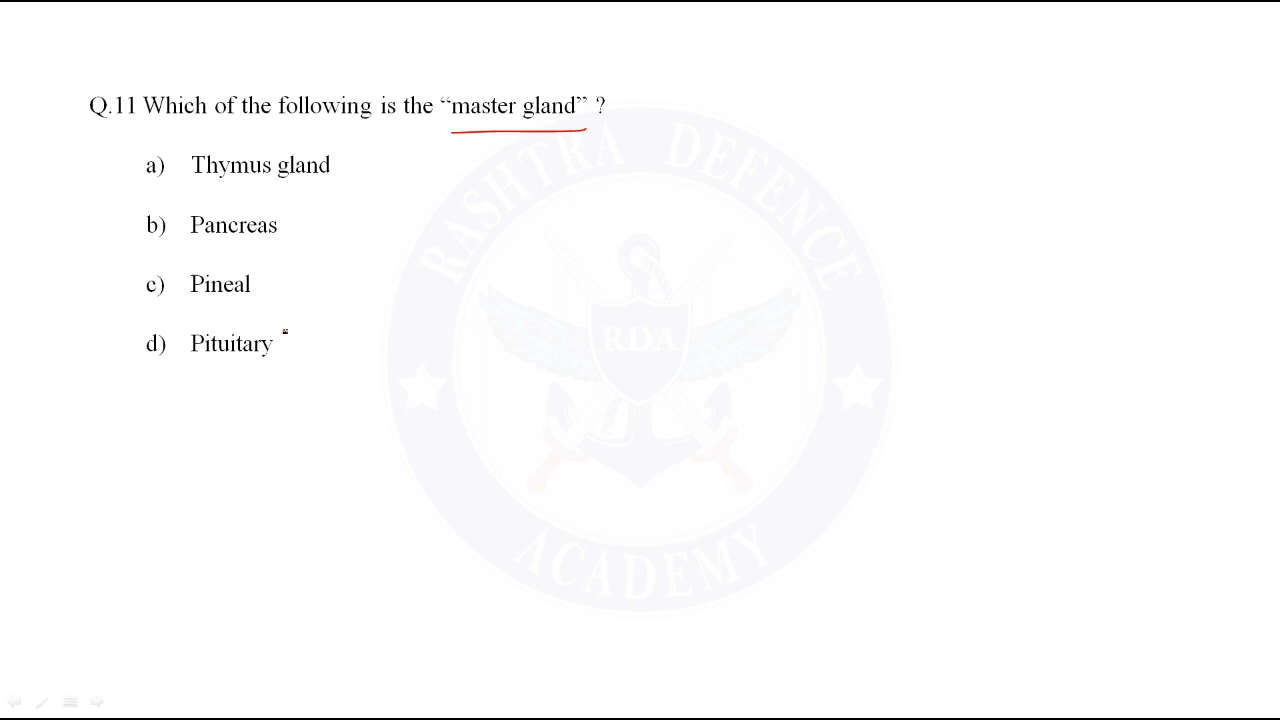 Q.11 Which of the following is the “master gland” ?
a) Thymus gland
b) Pancreas
c) Pineal
d) Pituitary
RASHTRA DEFENCE
RDA
ACADEMY